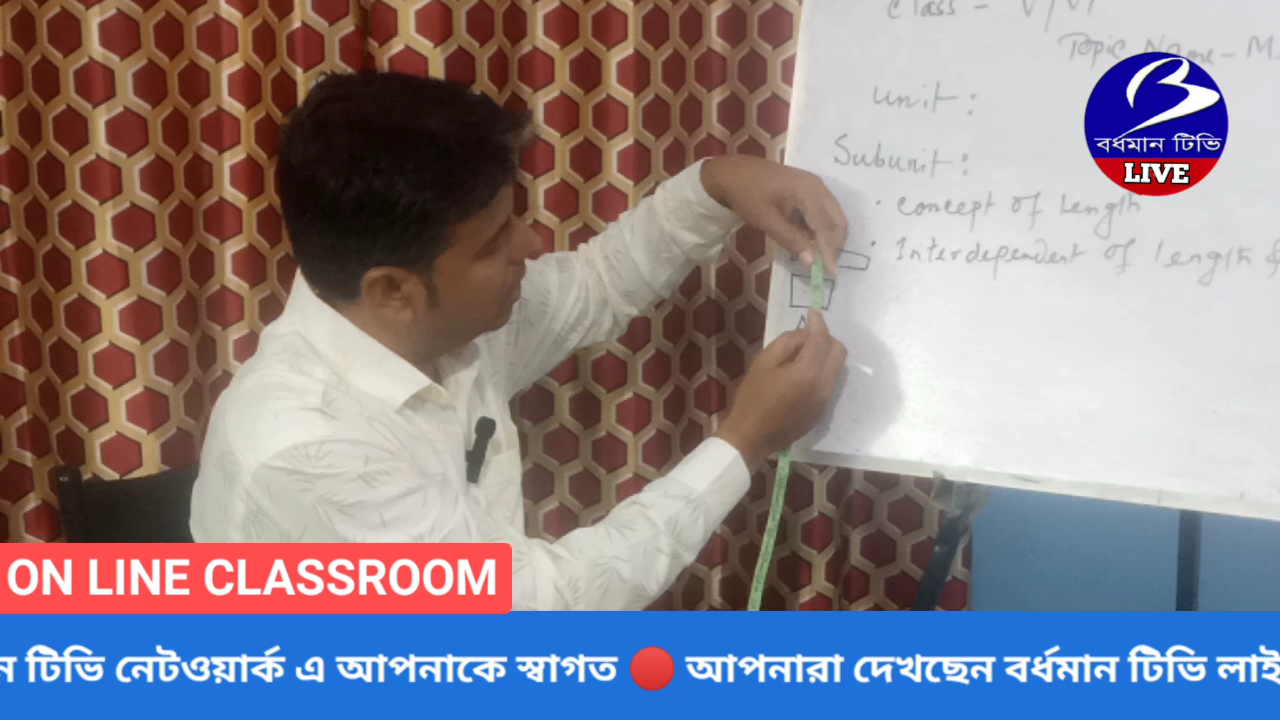 Class - V/VI
Topic Name - M
Unit :
Subunit :
• Concept of Length
• Interdependent of length &
A
বর্ধমান টিভি
LIVE
ON LINE CLASSROOM
ন টিভি নেটওয়ার্ক এ আপনাকে স্বাগত 🔴 আপনারা দেখছেন বর্ধমান টিভি লাই